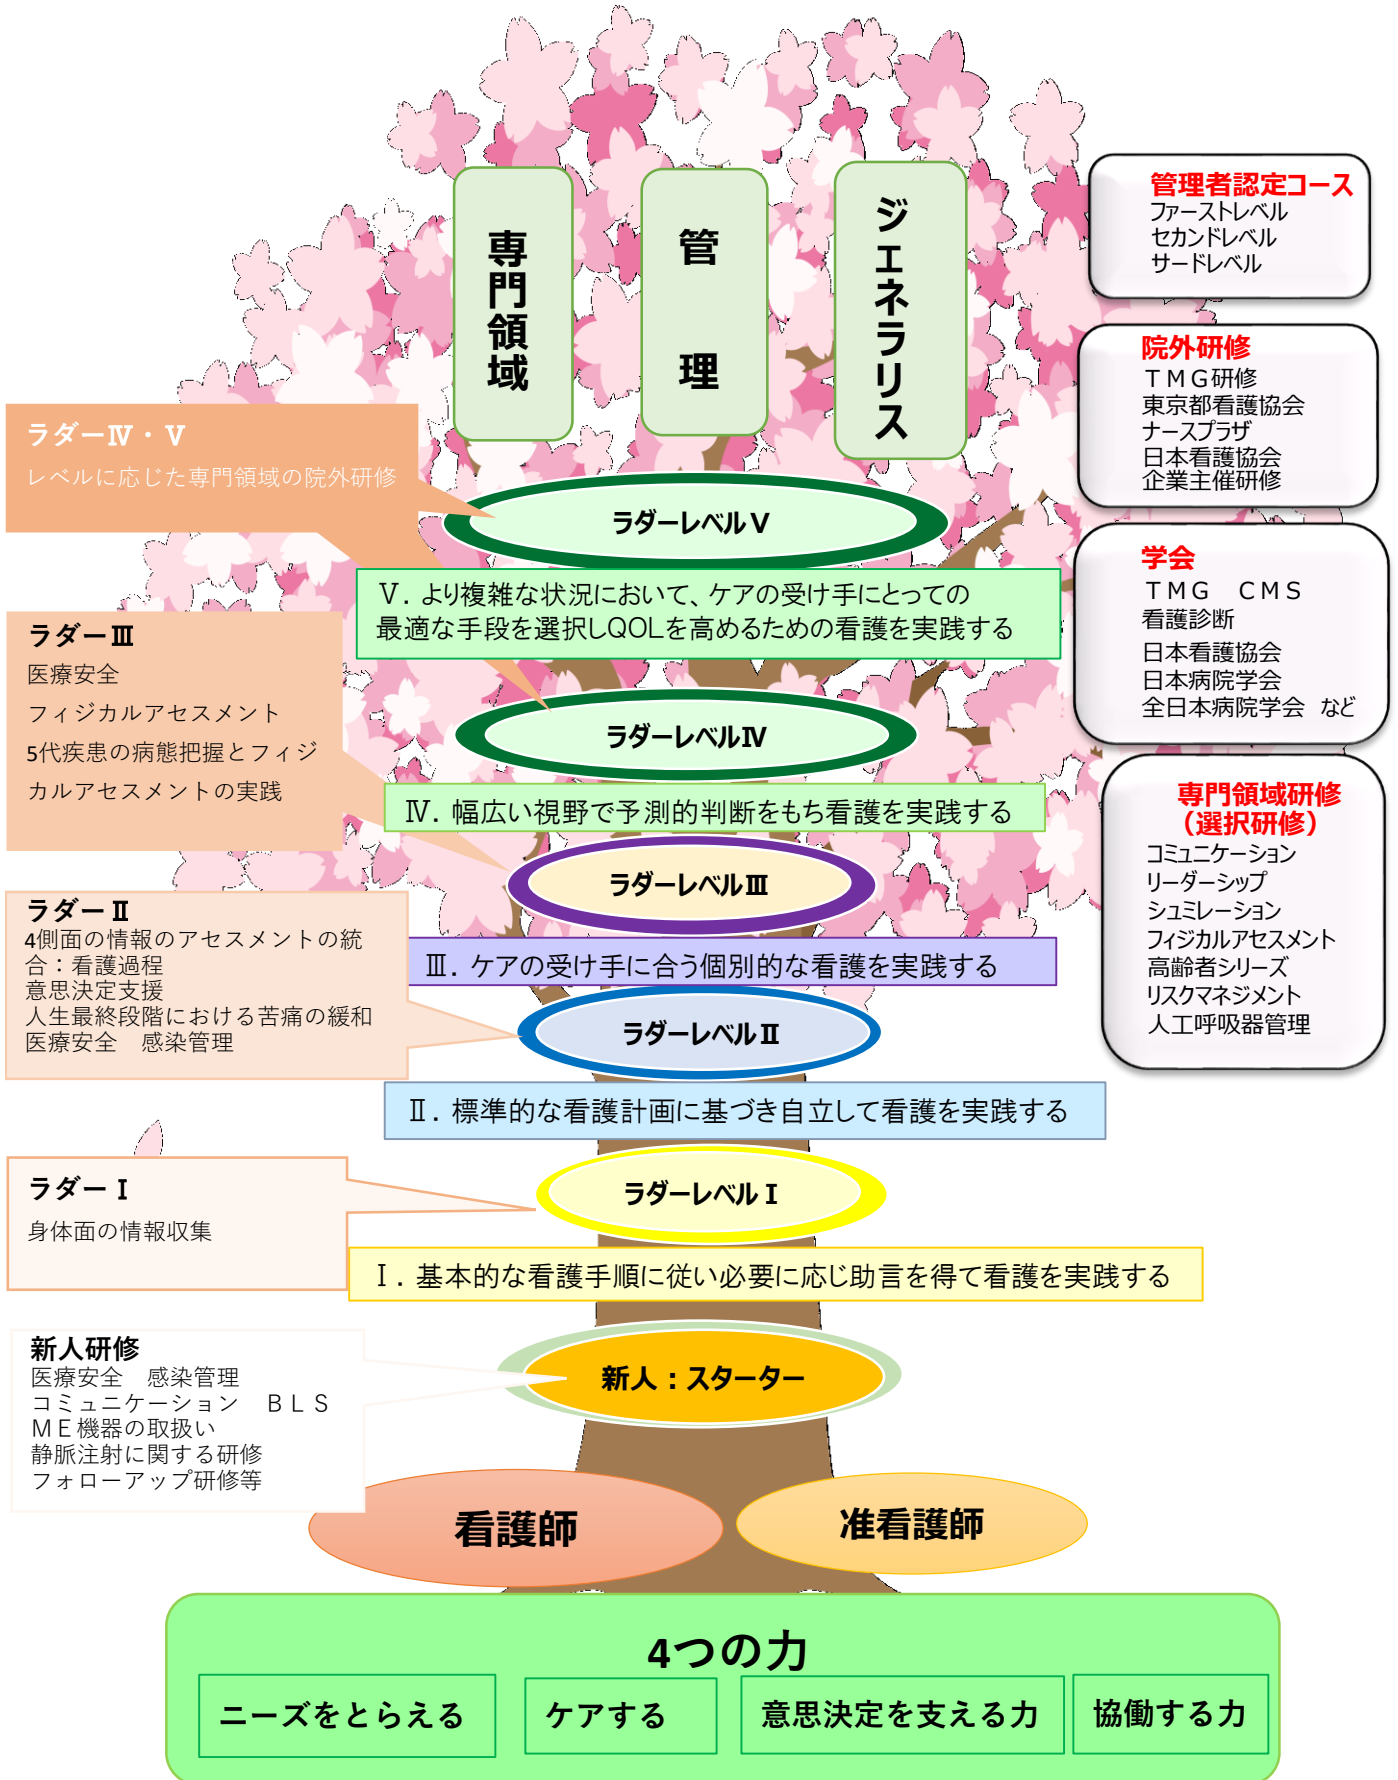 専門領域
管理
ジェネラリス
管理者認定コース
ファーストレベル
セカンドレベル
サードレベル
院外研修
ＴＭＧ研修
東京都看護協会
ナースプラザ
日本看護協会
企業主催研修
学会
ＴＭＧ　ＣＭＳ
看護診断
日本看護協会
日本病院学会
全日本病院学会 など
専門領域研修
（選択研修）
コミュニケーション
リーダーシップ
シュミレーション
フィジカルアセスメント
高齢者シリーズ
リスクマネジメント
人工呼吸器管理
ラダーⅣ・Ⅴ
レベルに応じた専門領域の院外研修
ラダーレベルⅤ
Ⅴ．より複雑な状況において、ケアの受け手にとっての
最適な手段を選択しQOLを高めるための看護を実践する
ラダーⅢ
医療安全
フィジカルアセスメント
5代疾患の病態把握とフィジ
カルアセスメントの実践
ラダーレベルⅣ
Ⅳ．幅広い視野で予測的判断をもち看護を実践する
ラダーレベルⅢ
Ⅲ．ケアの受け手に合う個別的な看護を実践する
ラダーⅡ
4側面の情報のアセスメントの統
合：看護過程
意思決定支援
人生最終段階における苦痛の緩和
医療安全　感染管理
ラダーレベルⅡ
Ⅱ．標準的な看護計画に基づき自立して看護を実践する
ラダーⅠ
身体面の情報収集
ラダーレベルⅠ
Ⅰ．基本的な看護手順に従い必要に応じ助言を得て看護を実践する
新人研修
医療安全　感染管理
コミュニケーション　ＢＬＳ
ＭＥ機器の取扱い
静脈注射に関する研修
フォローアップ研修等
新人：スターター
看護師
准看護師
4つの力
ニーズをとらえる
ケアする
意思決定を支える力
協働する力